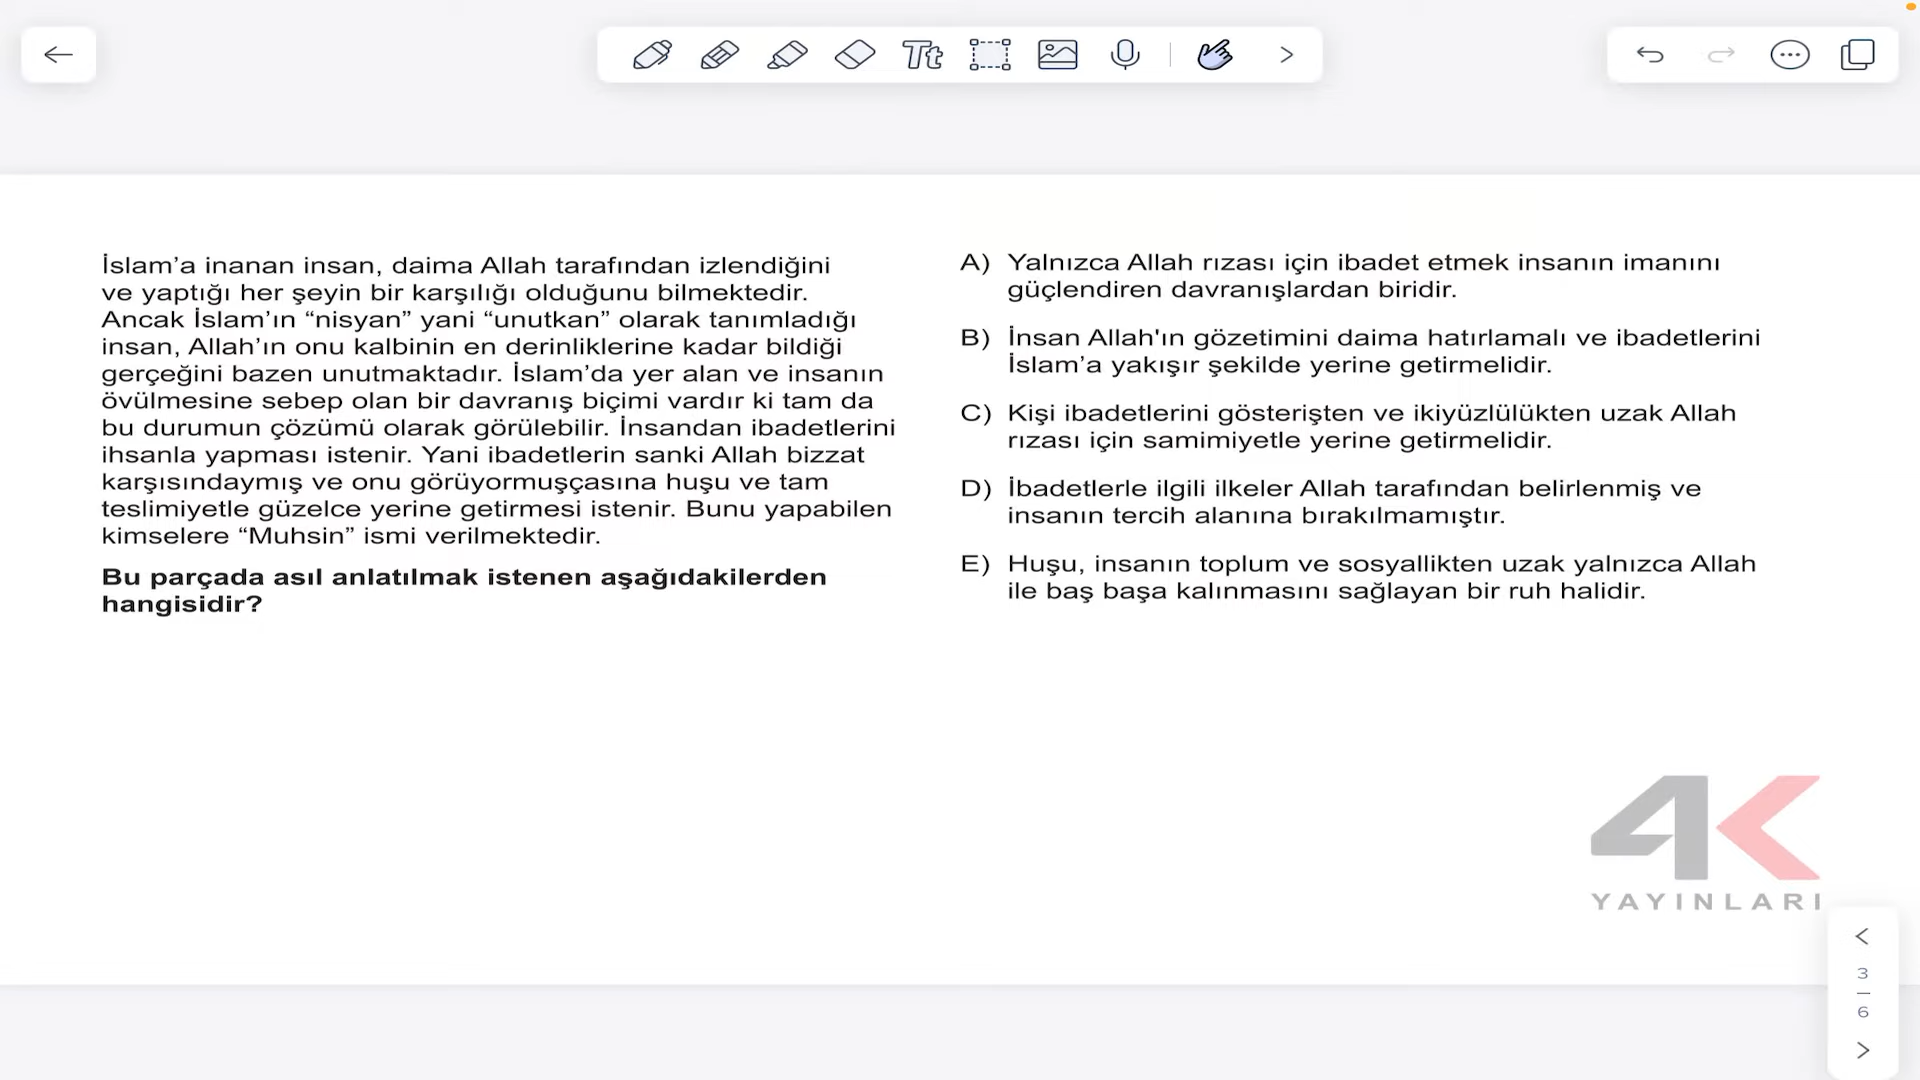 Tt
İslam’a inanan insan, daima Allah tarafından izlendiğini
ve yaptığı her şeyin bir karşılığı olduğunu bilmektedir.
Ancak İslam’ın “nisyan” yani “unutkan” olarak tanımladığı
insan, Allah’ın onu kalbinin en derinliklerine kadar bildiği
gerçeğini bazen unutmaktadır. İslam’da yer alan ve insanın
övülmesine sebep olan bir davranış biçimi vardır ki tam da
bu durumun çözümü olarak görülebilir. İnsandan ibadetlerini
ihsanla yapması istenir. Yani ibadetlerin sanki Allah bizzat
karşısındaymış ve onu görüyormuşçasına huşu ve tam
teslimiyetle güzelce yerine getirmesi istenir. Bunu yapabilen
kimselere “Muhsin” ismi verilmektedir.
Bu parçada asıl anlatılmak istenen aşağıdakilerden
hangisidir?
A) Yalnızca Allah rızası için ibadet etmek insanın imanını
güçlendiren davranışlardan biridir.
B) İnsan Allah'ın gözetimini daima hatırlamalı ve ibadetlerini
İslam’a yakışır şekilde yerine getirmelidir.
C) Kişi ibadetlerini gösterişten ve ikiyüzlülükten uzak Allah
rızası için samimiyetle yerine getirmelidir.
D) İbadetlerle ilgili ilkeler Allah tarafından belirlenmiş ve
insanın tercih alanına bırakılmamıştır.
E) Huşu, insanın toplum ve sosyallikten uzak yalnızca Allah
ile baş başa kalınmasını sağlayan bir ruh halidir.
4K
YAYINLARI
3
6